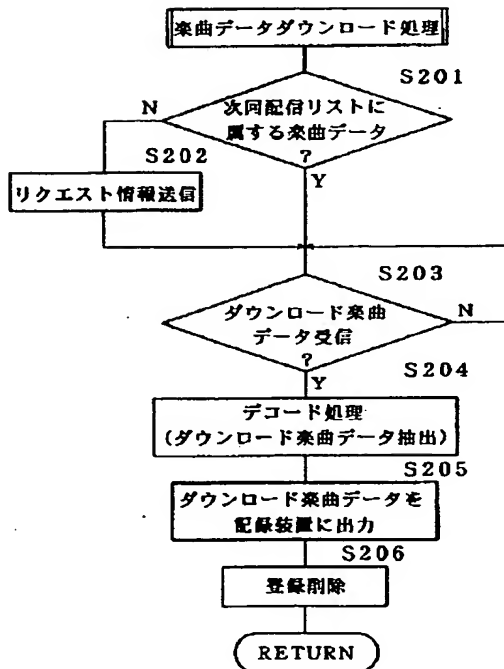 楽曲データダウンロード処理
S201
次回配信リストに
属する楽曲データ
?
N
Y
S202
リクエスト情報送信
S203
ダウンロード楽曲
データ受信
?
N
Y
S204
デコード処理
(ダウンロード楽曲データ抽出)
S205
ダウンロード楽曲データを
記録装置に出力
S206
登録削除
RETURN